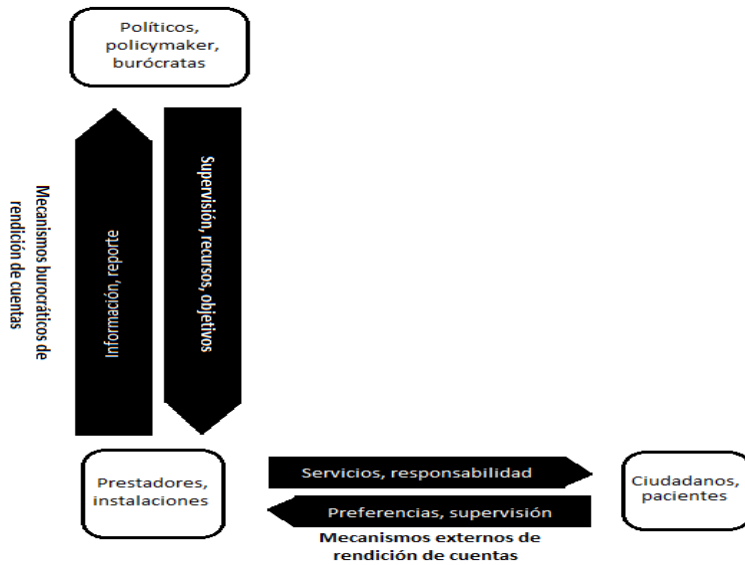 Políticos,
policymaker,
burócratas
Mecanismos burocráticos de
rendición de cuentas
Información, reporte
Supervisión, recursos, objetivos
Prestadores,
instalaciones
Servicios, responsabilidad
Preferencias, supervisión
Ciudadanos,
pacientes
Mecanismos externos de
rendición de cuentas